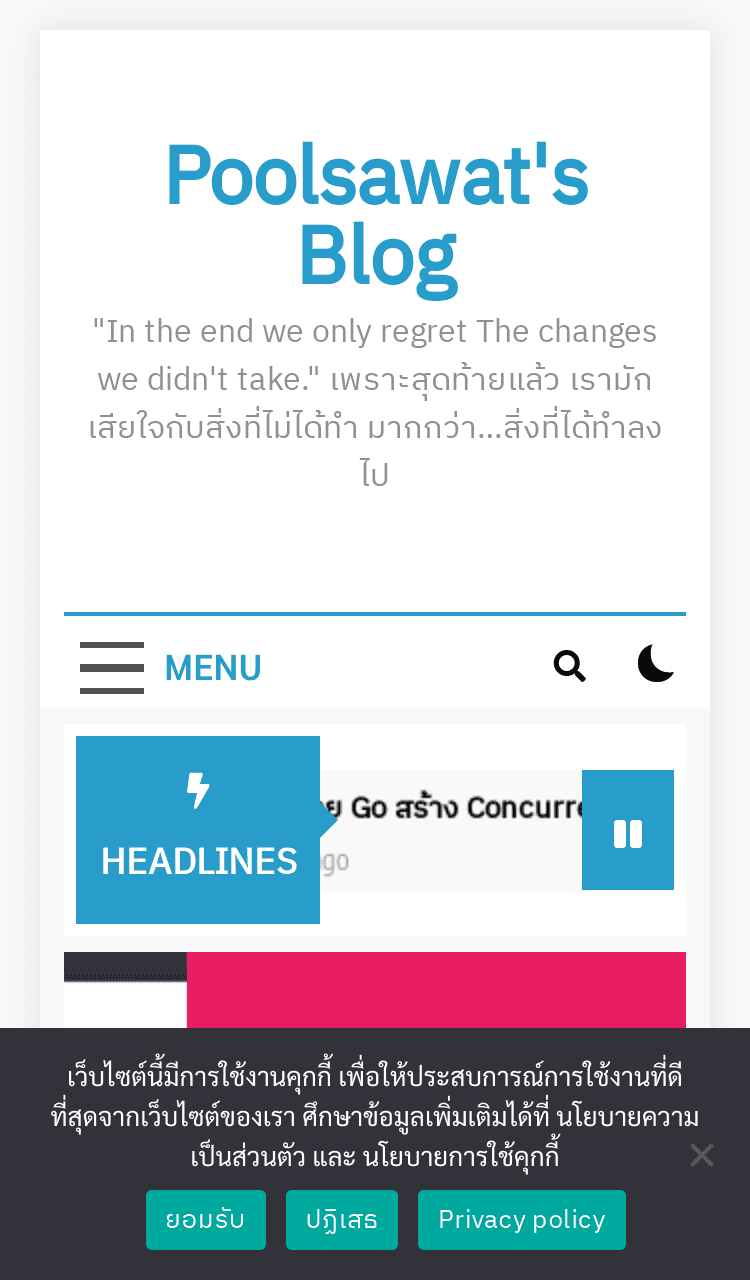 Poolsawat's
Blog
"In the end we only regret The changes
we didn't take." เพราะสุดท้ายแล้ว เรามัก
เสียใจกับสิ่งที่ไม่ได้ทำ มากกว่า...สิ่งที่ได้ทำลง
ไป
MENU
HEADLINES
Go สร้าง
เว็บไซต์นี้มีการใช้งานคุกกี้ เพื่อให้ประสบการณ์การใช้งานที่ดี
ที่สุดจากเว็บไซต์ของเรา ศึกษาข้อมูลเพิ่มเติมได้ที่ นโยบายความ
เป็นส่วนตัว และ นโยบายการใช้คุกกี้
ยอมรับ ปฏิเสธ Privacy policy